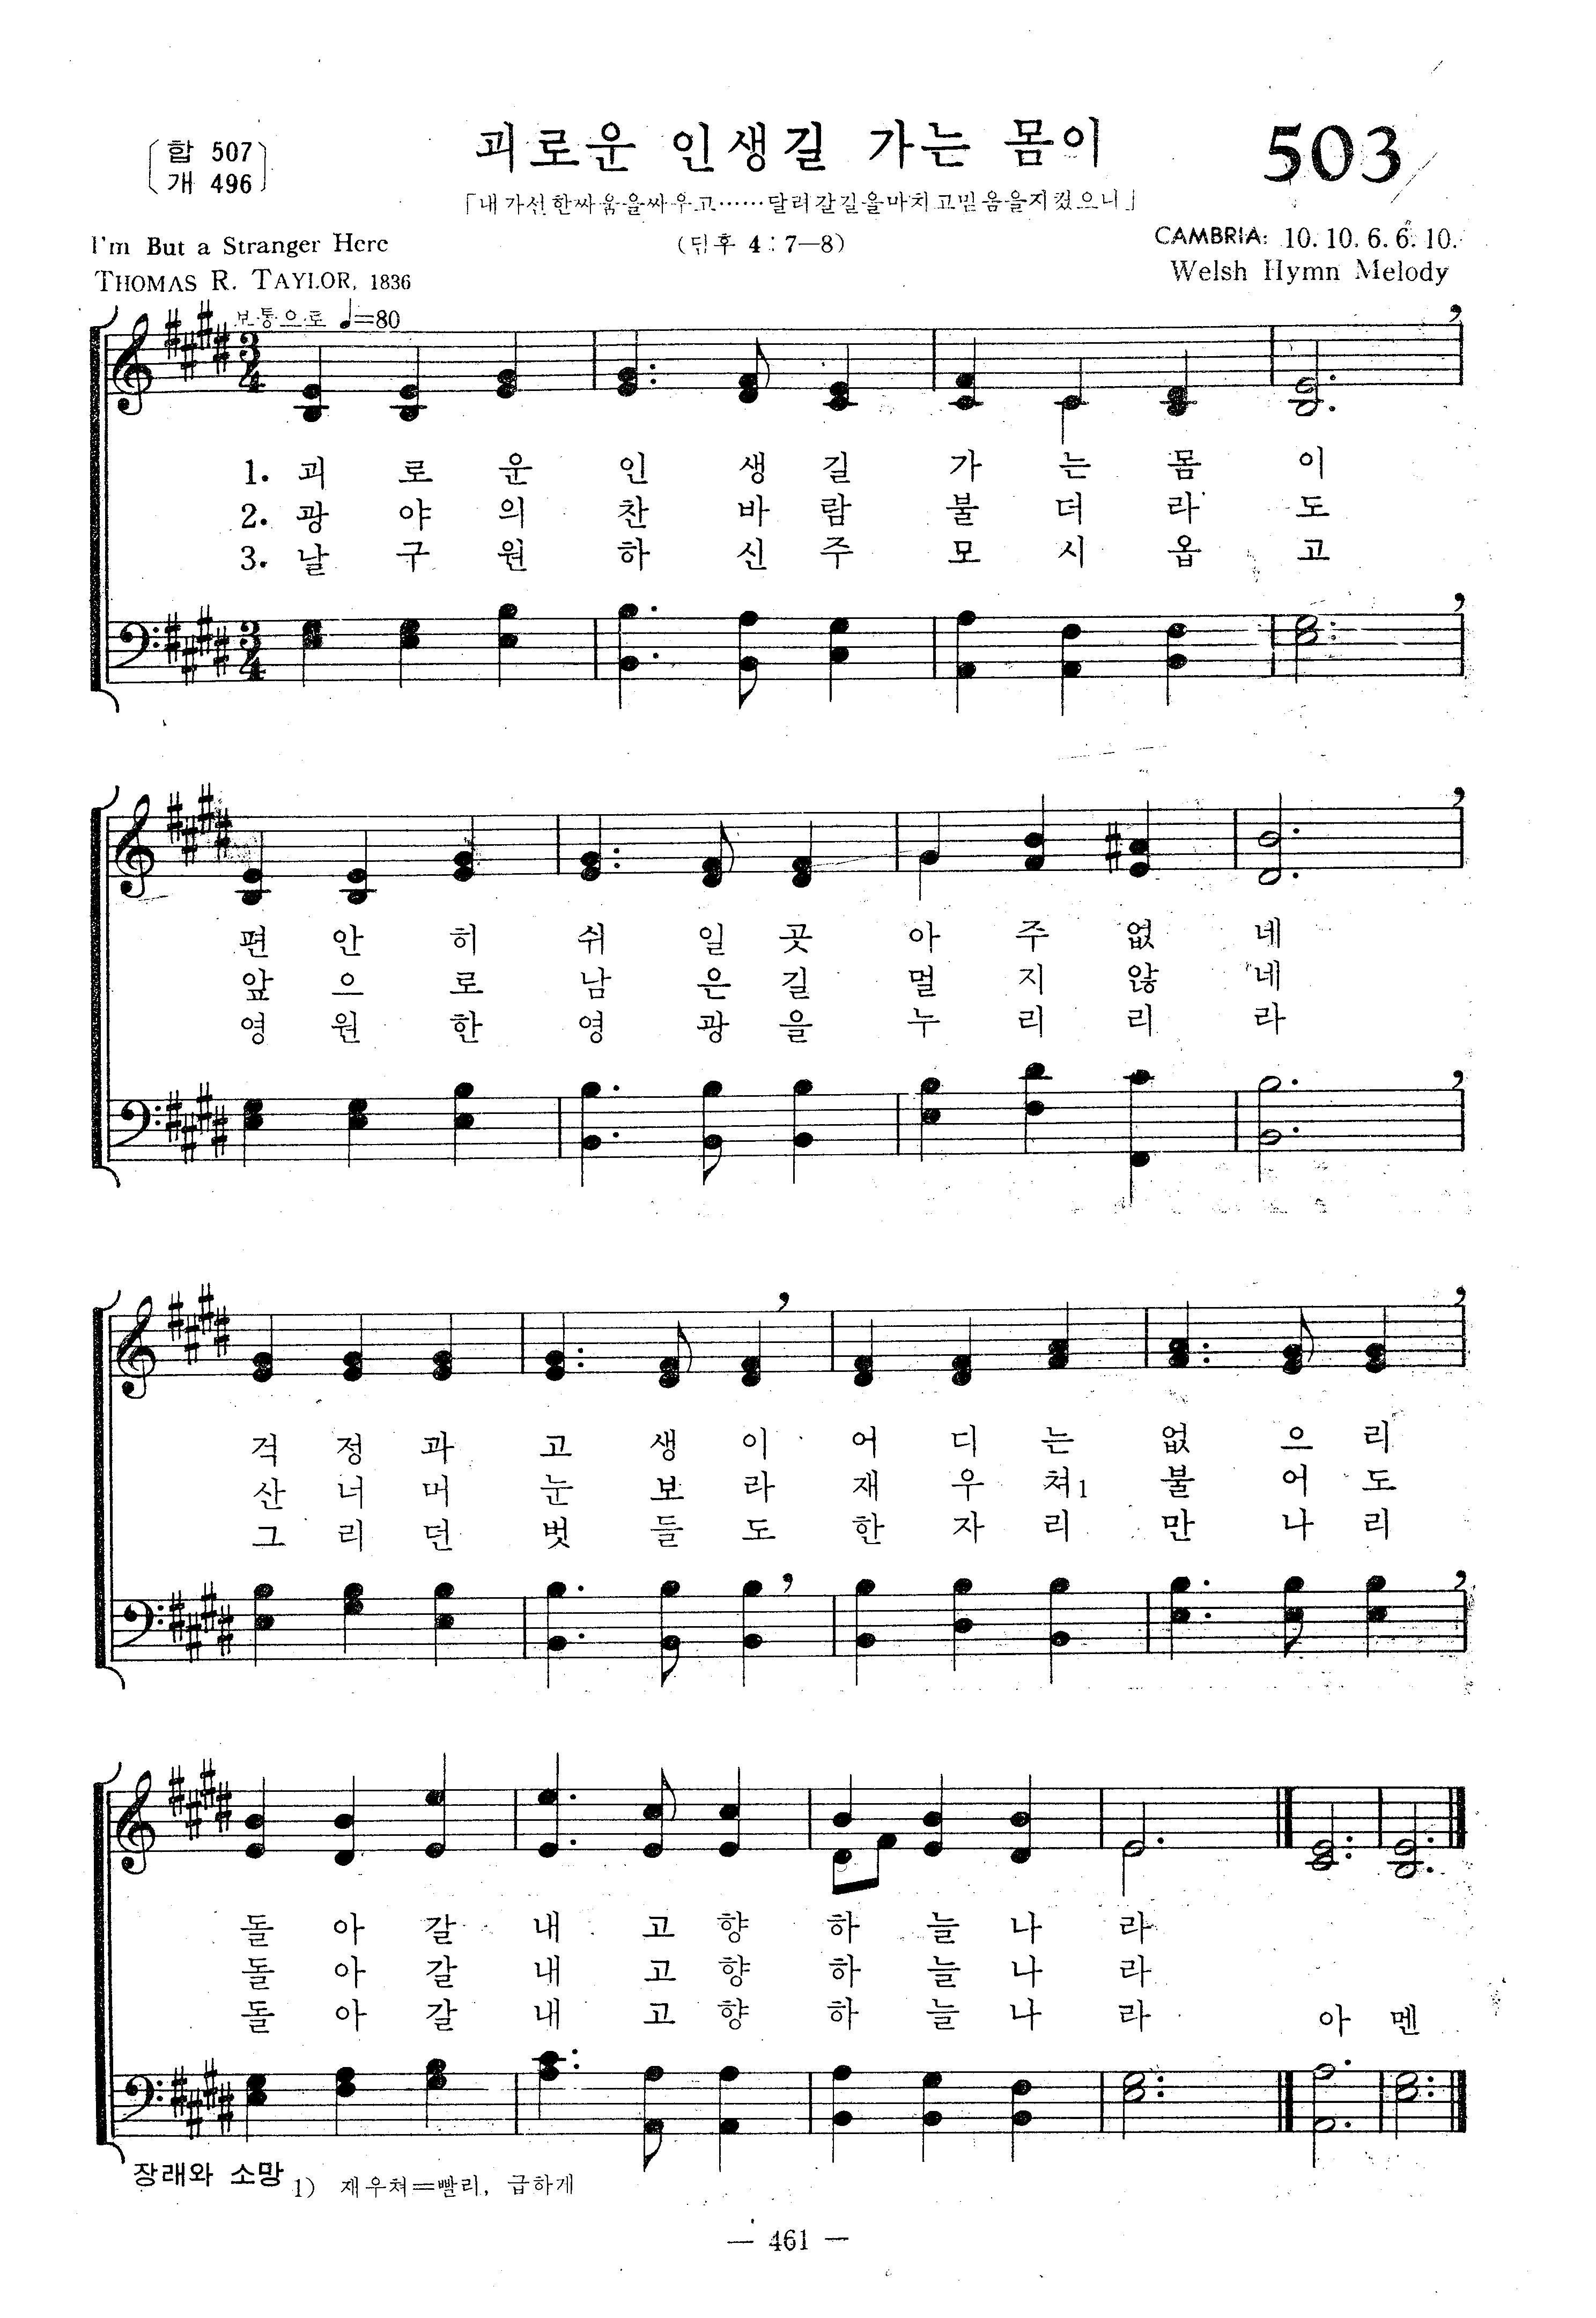 합 507
개 496
괴로운 인생길 가는 몸이
503
「내가선한싸움을싸우고……달려갈길을마치고믿음을지켰으니」
(딤후 4:7—8)
I'm But a Stranger Here
THOMAS R. TAYLOR, 1836
CAMBRIA: 10. 10. 6. 6. 10.
Welsh Hymn Melody
보통으로 ♩=80
3
4
1. 괴 로 운 인 생 길 가 는 몸 이
2. 광 야 의 찬 바 람 불 더 라 도
3. 날 구 원 하 신 주 모 시 옵 고
3
4
편 안 히 쉬 일 곳 아 주 없 네
앞 으 로 남 은 길 멀 지 않 네
영 원 한 영 광 을 누 리 리 라
걱 정 과 고 생 이 어 디 는 없 으 리
산 너 머 눈 보 라 재 우 쳐1 불 어 도
그 리 던 벗 들 도 한 자 리 만 나 리
돌 아 갈 내 고 향 하 늘 나 라
돌 아 갈 내 고 향 하 늘 나 라
돌 아 갈 내 고 향 하 늘 나 라 아 멘
장래와 소망
1) 재우쳐=빨리, 급하게
— 461 —